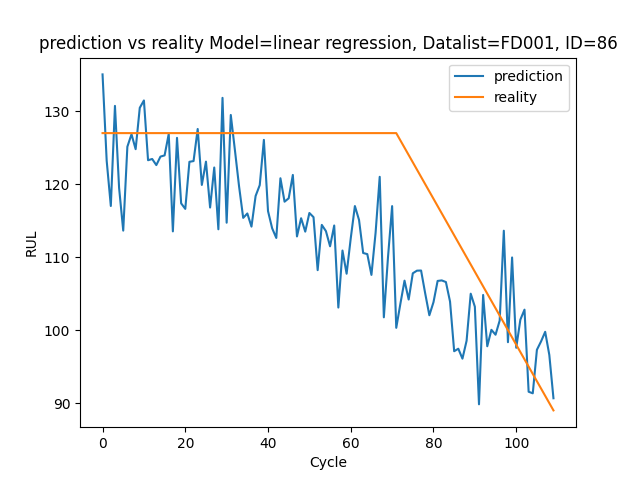 prediction vs reality Model=linear regression, Datalist=FD001, ID=86
prediction
reality
RUL
130
120
110
100
90
0 20 40 60 80 100
Cycle